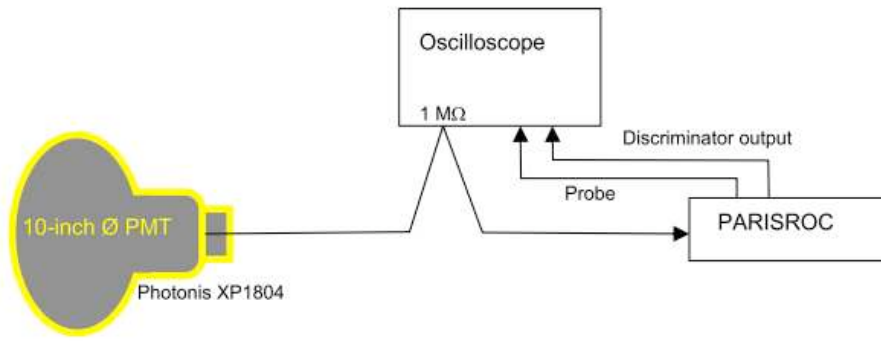 Oscilloscope
1 MΩ
Discriminator output
Probe
10-inch Ø PMT
PARISROC
Photonis XP1804